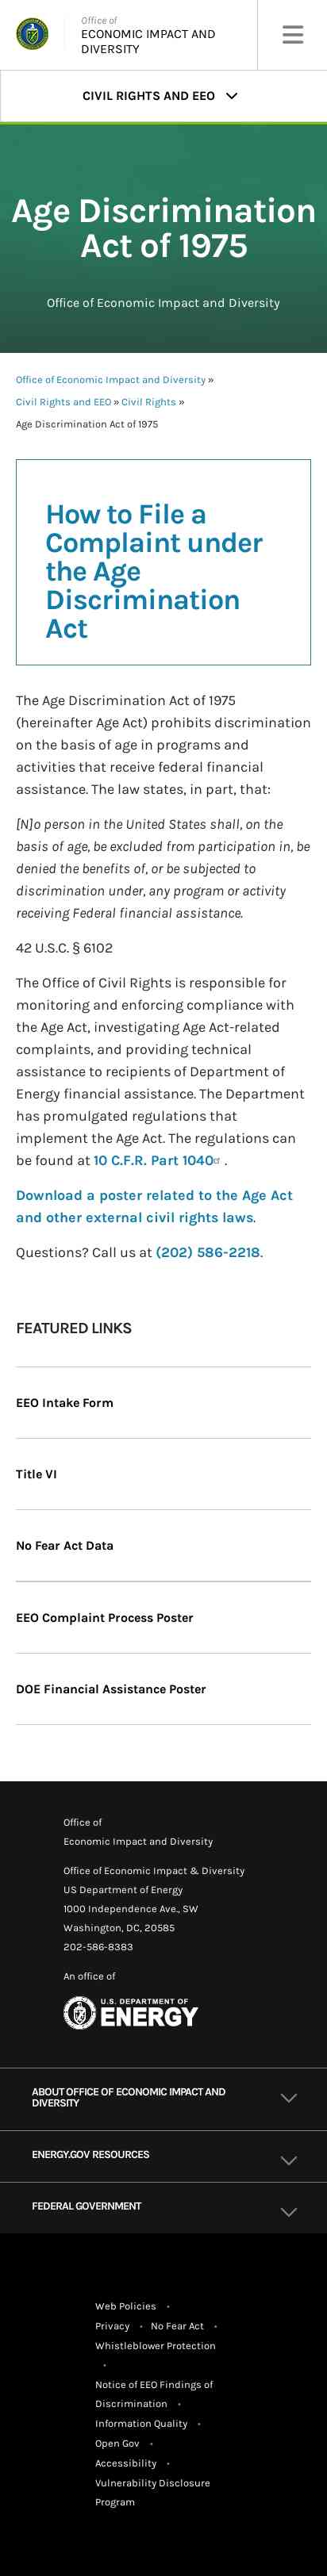 Office of
ECONOMIC IMPACT AND
DIVERSITY
CIVIL RIGHTS AND EEO
Age Discrimination
Act of 1975
Office of Economic Impact and Diversity
Office of Economic Impact and Diversity »
Civil Rights and EEO » Civil Rights »
Age Discrimination Act of 1975
How to File a
Complaint under
the Age
Discrimination
Act
The Age Discrimination Act of 1975
(hereinafter Age Act) prohibits discrimination
on the basis of age in programs and
activities that receive federal financial
assistance. The law states, in part, that:
[N]o person in the United States shall, on the
basis of age, be excluded from participation in, be
denied the benefits of, or be subjected to
discrimination under, any program or activity
receiving Federal financial assistance.
42 U.S.C. § 6102
The Office of Civil Rights is responsible for
monitoring and enforcing compliance with
the Age Act, investigating Age Act-related
complaints, and providing technical
assistance to recipients of Department of
Energy financial assistance. The Department
has promulgated regulations that
implement the Age Act. The regulations can
be found at 10 C.F.R. Part 1040 .
Download a poster related to the Age Act
and other external civil rights laws.
Questions? Call us at (202) 586-2218.
FEATURED LINKS
EEO Intake Form
Title VI
No Fear Act Data
EEO Complaint Process Poster
DOE Financial Assistance Poster
Office of
Economic Impact and Diversity
Office of Economic Impact & Diversity
US Department of Energy
1000 Independence Ave., SW
Washington, DC, 20585
202-586-8383
An office of
U.S. DEPARTMENT OF
ENERGY
ABOUT OFFICE OF ECONOMIC IMPACT AND
DIVERSITY
ENERGY.GOV RESOURCES
FEDERAL GOVERNMENT
Web Policies •
Privacy • No Fear Act •
Whistleblower Protection
•
Notice of EEO Findings of
Discrimination •
Information Quality •
Open Gov •
Accessibility •
Vulnerability Disclosure
Program